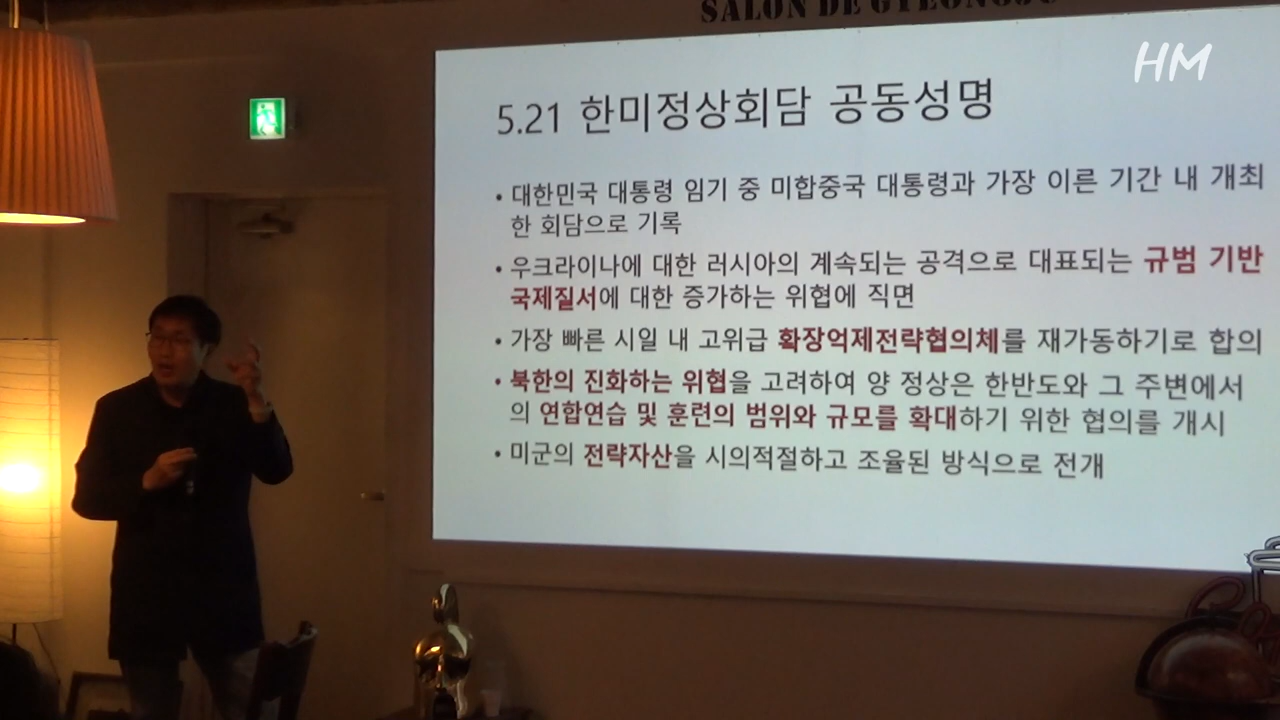 SALON DE GYEONGJU
HM
5.21 한미정상회담 공동성명
• 대한민국 대통령 임기 중 미합중국 대통령과 가장 이른 기간 내 개최
한 회담으로 기록
• 우크라이나에 대한 러시아의 계속되는 공격으로 대표되는 규범 기반
국제질서에 대한 증가하는 위협에 직면
• 가장 빠른 시일 내 고위급 확장억제전략협의체를 재가동하기로 합의
• 북한의 진화하는 위협을 고려하여 양 정상은 한반도와 그 주변에서
의 연합연습 및 훈련의 범위와 규모를 확대하기 위한 협의를 개시
• 미군의 전략자산을 시의적절하고 조율된 방식으로 전개